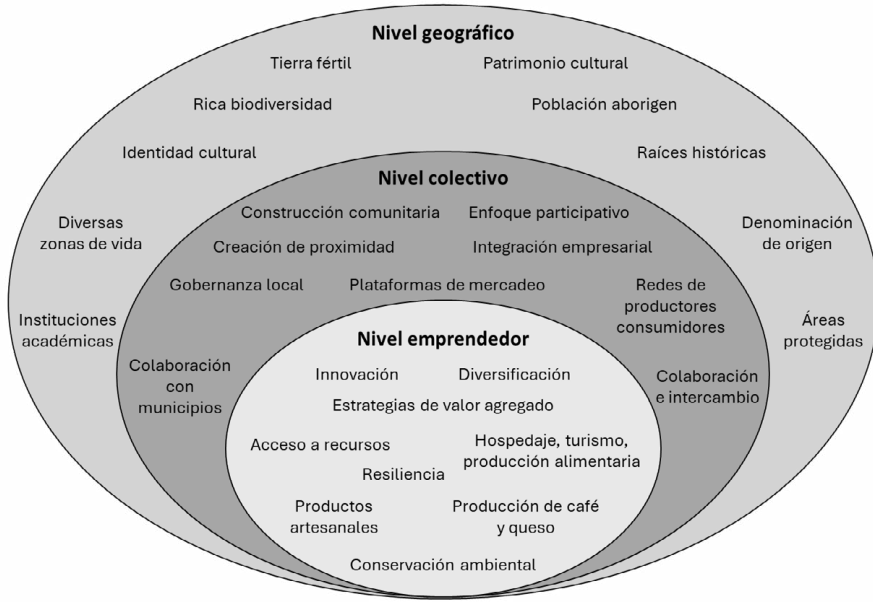 Nivel geográfico
Tierra fértil
Patrimonio cultural
Rica biodiversidad
Población aborigen
Identidad cultural
Raíces históricas
Diversas
zonas de vida
Denominación
de origen
Instituciones
académicas
Áreas
protegidas
Nivel colectivo
Construcción comunitaria
Enfoque participativo
Creación de proximidad
Integración empresarial
Gobernanza local
Plataformas de mercadeo
Redes de
productores
consumidores
Colaboración
con
municipios
Colaboración
e intercambio
Nivel emprendedor
Innovación
Diversificación
Estrategias de valor agregado
Acceso a recursos
Hospedaje, turismo,
producción alimentaria
Resiliencia
Productos
artesanales
Producción de café
y queso
Conservación ambiental